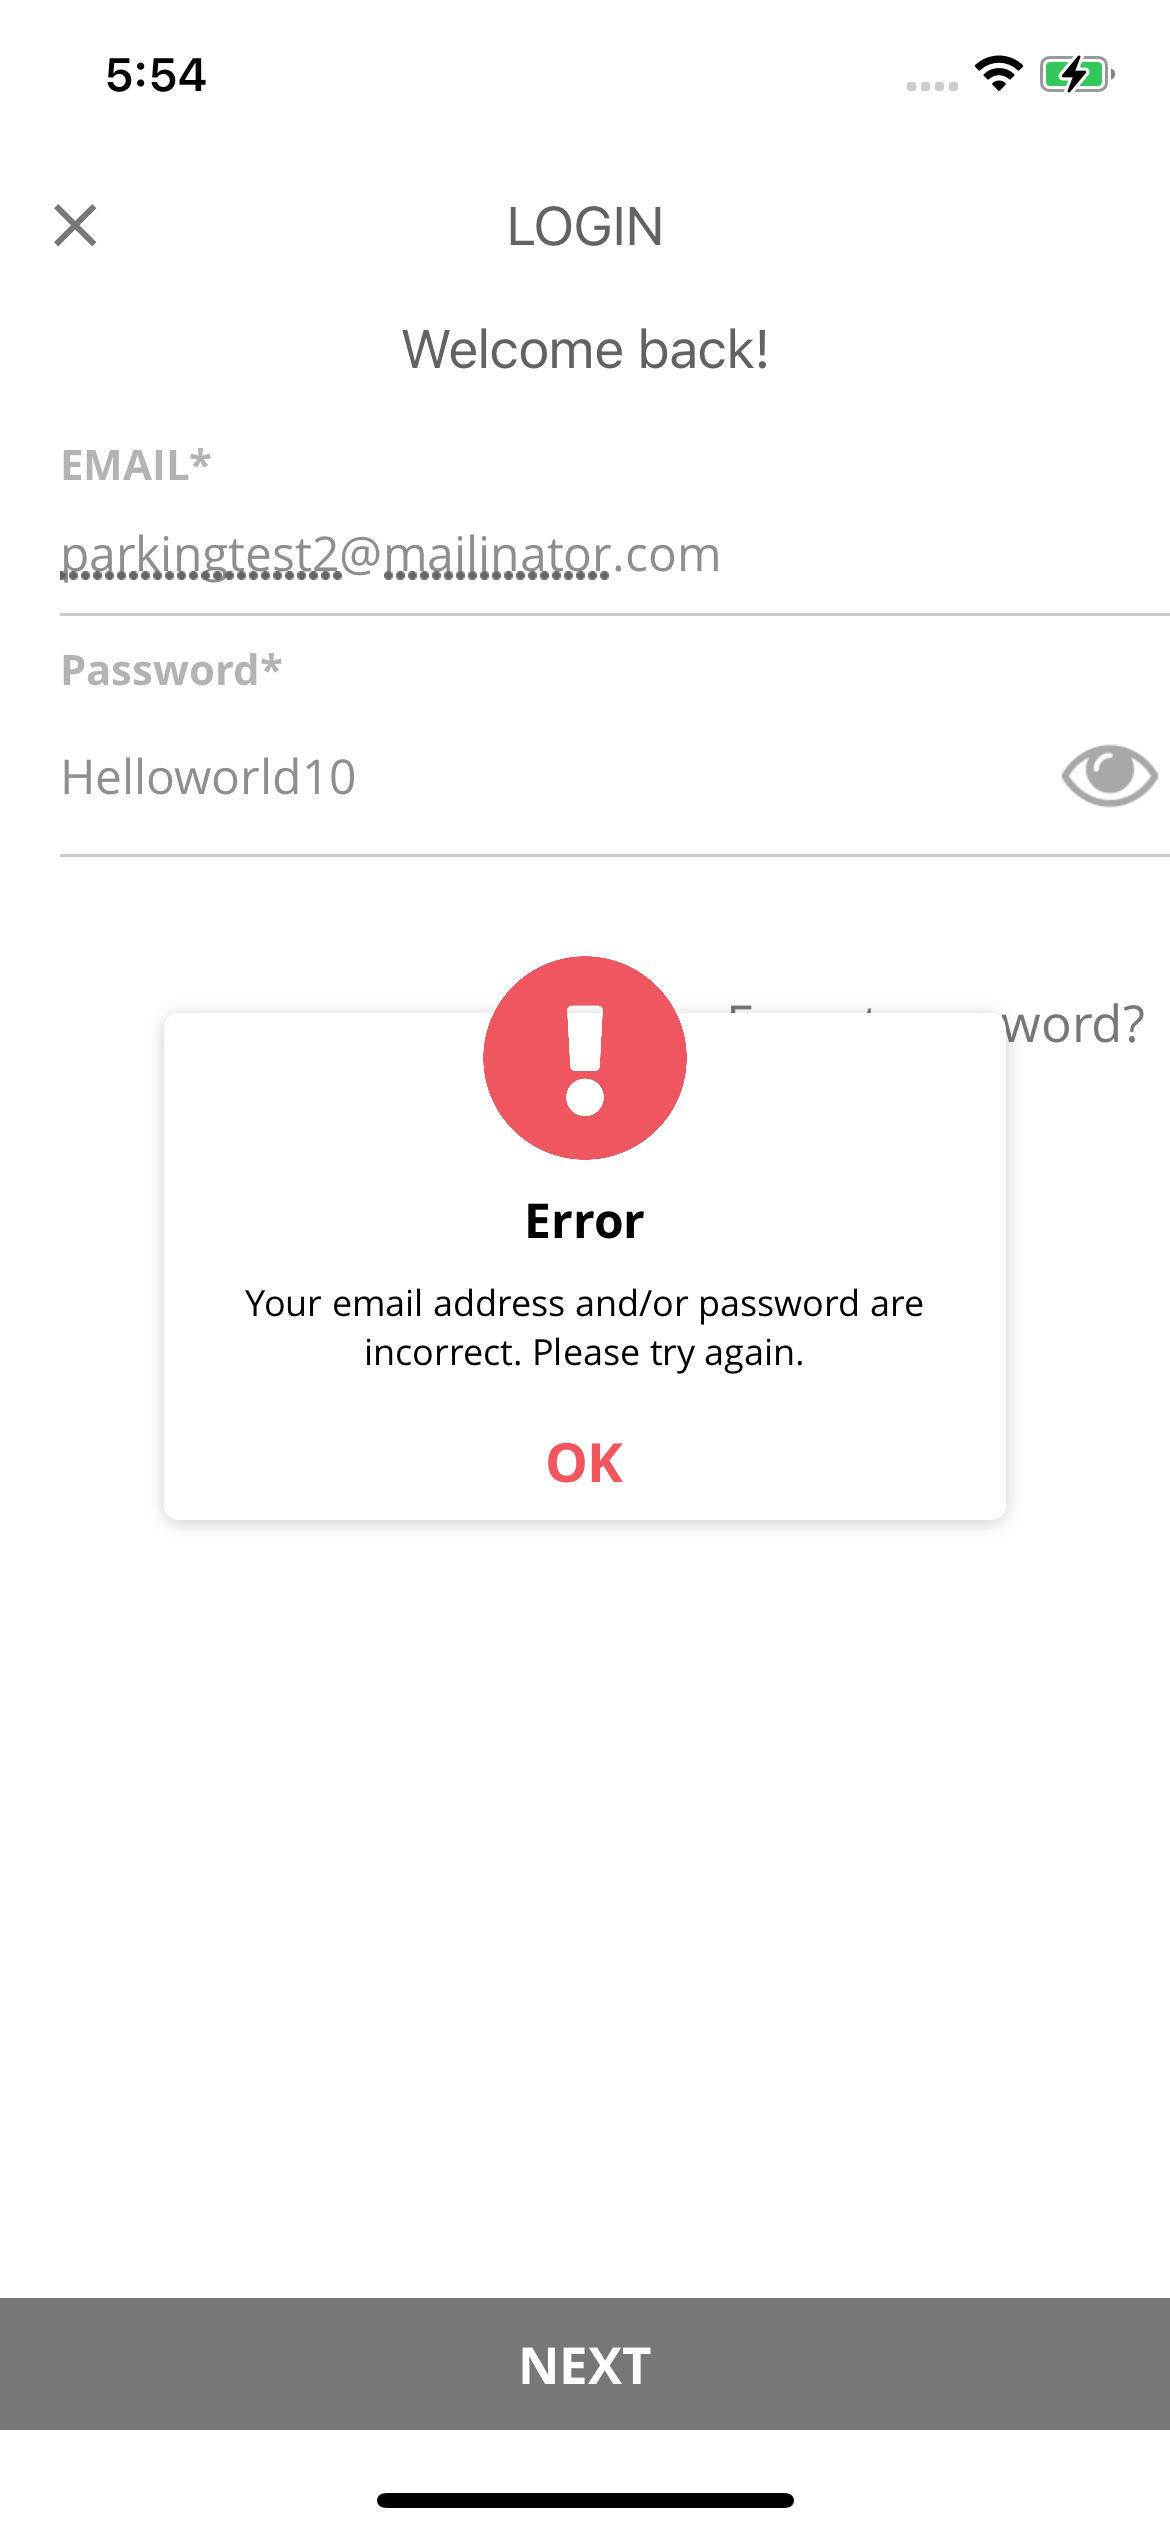 5:54
LOGIN
Welcome back!
EMAIL*
parkingtest2@mailinator.com
Password*
Helloworld10
word?
Error
Your email address and/or password are
incorrect. Please try again.
OK
NEXT